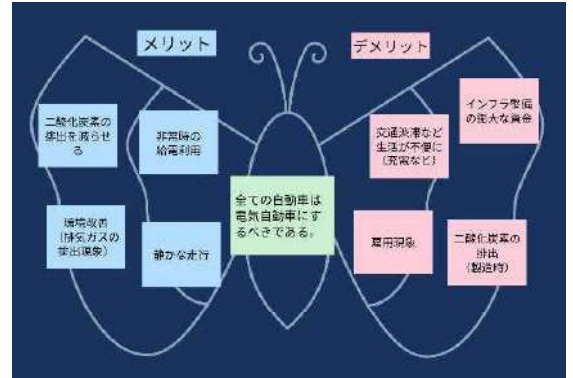 メリット
デメリット
二酸化炭素の
排出を減らせ
る
非常時の
給電利用
環境改善
(排気ガスの
排出現象)
静かな走行
全ての自動車は
電気自動車にす
るべきである。
交通渋滞など
生活が不便に
(充電など)
インフラ整備
の膨大な資金
雇用現象
二酸化炭素の
排出
(製造時)